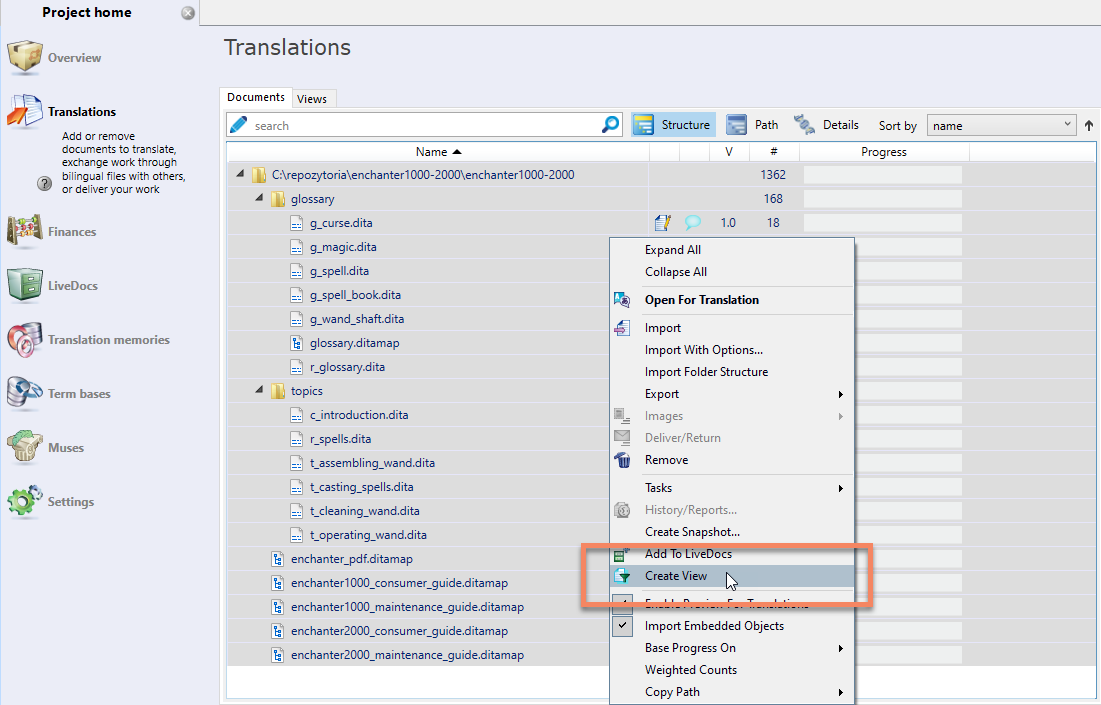 Project home
Overview
Translations
Add or remove
documents to translate,
exchange work through
bilingual files with others,
or deliver your work
Finances
LiveDocs
Translation memories
Term bases
Muses
Settings
Translations
Documents
Views
search
Structure
Path
Details
Sort by
name
Name
V
#
Progress
C:\repozytoria\enchanter1000-2000\enchanter1000-2000 1362
glossary 168
g_curse.dita 1.0 18
g_magic.dita
g_spell.dita
g_spell_book.dita
g_wand_shaft.dita
glossary.ditamap
r_glossary.dita
topics
c_introduction.dita
r_spells.dita
t_assembling_wand.dita
t_casting_spells.dita
t_cleaning_wand.dita
t_operating_wand.dita
enchanter_pdf.ditamap
enchanter1000_consumer_guide.ditamap
enchanter1000_maintenance_guide.ditamap
enchanter2000_consumer_guide.ditamap
enchanter2000_maintenance_guide.ditamap
Expand All
Collapse All
Open For Translation
Import
Import With Options...
Import Folder Structure
Export
Images
Deliver/Return
Remove
Tasks
History/Reports...
Create Snapshot...
Add To LiveDocs
Create View
Enable Preview For Translations
Import Embedded Objects
Base Progress On
Weighted Counts
Copy Path